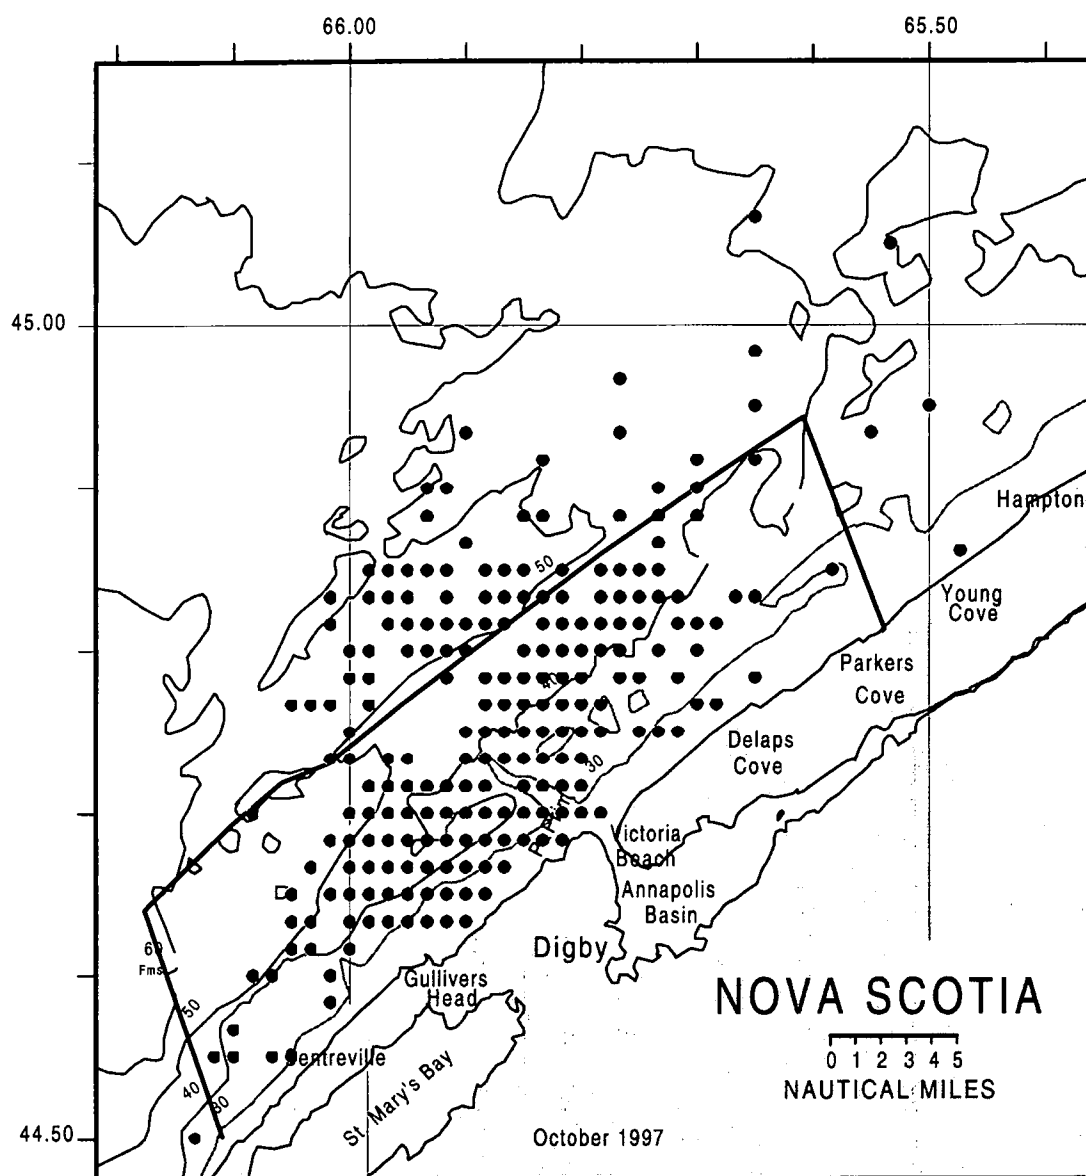 66.00
65.50
45.00
Hampton
50
Young
Cove
Parkers
Cove
40
Delaps
Cove
30
Victoria
Beach
Annapolis
Basin
60
Fms
Digby
Gullivers
Head
NOVA SCOTIA
50
0 1 2 3 4 5
NAUTICAL MILES
40
30
St. Mary's Bay
44.50
October 1997